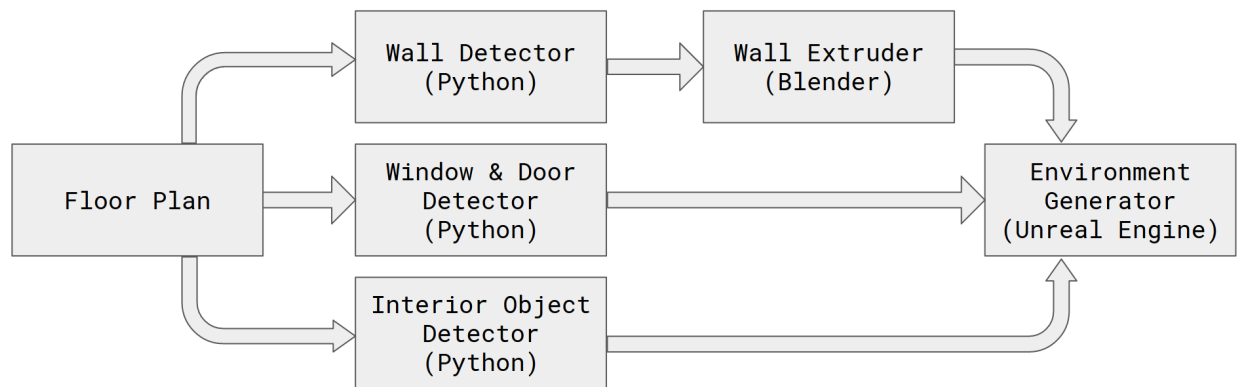 Wall Detector
(Python)
Wall Extruder
(Blender)
Floor Plan
Window & Door
Detector
(Python)
Environment
Generator
(Unreal Engine)
Interior Object
Detector
(Python)